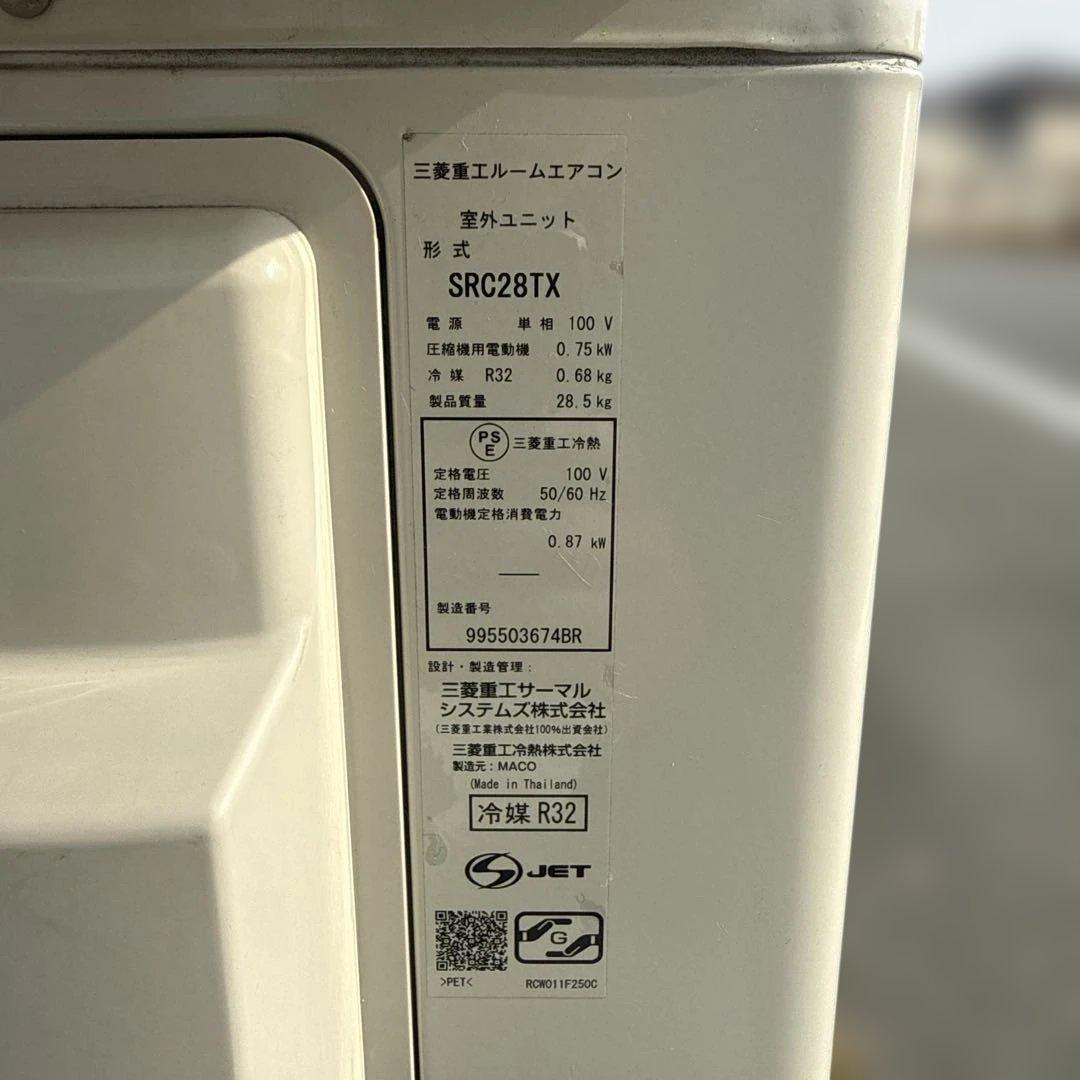 三菱重工ルームエアコン
室外ユニット
形式
SRC28TX
電源 単相 100 V
圧縮機用電動機 0.75 kW
冷媒 R32 0.68 kg
製品質量 28.5 kg
PS E 三菱重工冷熱
定格電圧 100 V
定格周波数 50/60 Hz
電動機定格消費電力
0.87 kW
製造番号
995503674BR
設計・製造管理:
三菱重工サーマル
システムズ株式会社
(三菱重工業株式会社100%出資会社)
三菱重工冷熱株式会社
製造元:MACO
(Made in Thailand)
冷媒 R32
S JET
G
>PET< RCW011F250C